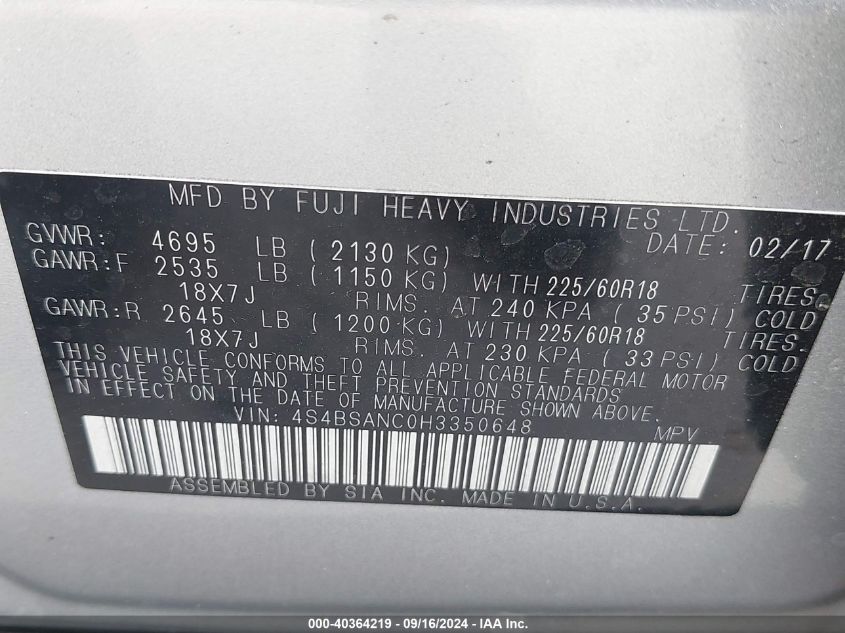 MFD BY FUJI HEAVY INDUSTRIES LTD.
DATE: 02/17
GVWR: 4695 LB ( 2130 KG)
GAWR:F 2535 LB ( 1150 KG) WITH 225/60R18 TIRES
18X7J RIMS. AT 240 KPA ( 35 PSI) COLD
GAWR:R 2645 LB ( 1200 KG) WITH 225/60R18 TIRES.
18X7J RIMS. AT 230 KPA ( 33 PSI) COLD
THIS VEHICLE CONFORMS TO ALL APPLICABLE FEDERAL MOTOR
VEHICLE SAFETY AND THEFT PREVENTION STANDARDS
IN EFFECT ON THE DATE OF MANUFACTURE SHOWN ABOVE.
VIN: 4S4BSANC0H3350648 MPV
ASSEMBLED BY SIA INC. MADE IN U.S.A.
000-40364219 - 09/16/2024 - IAA Inc.